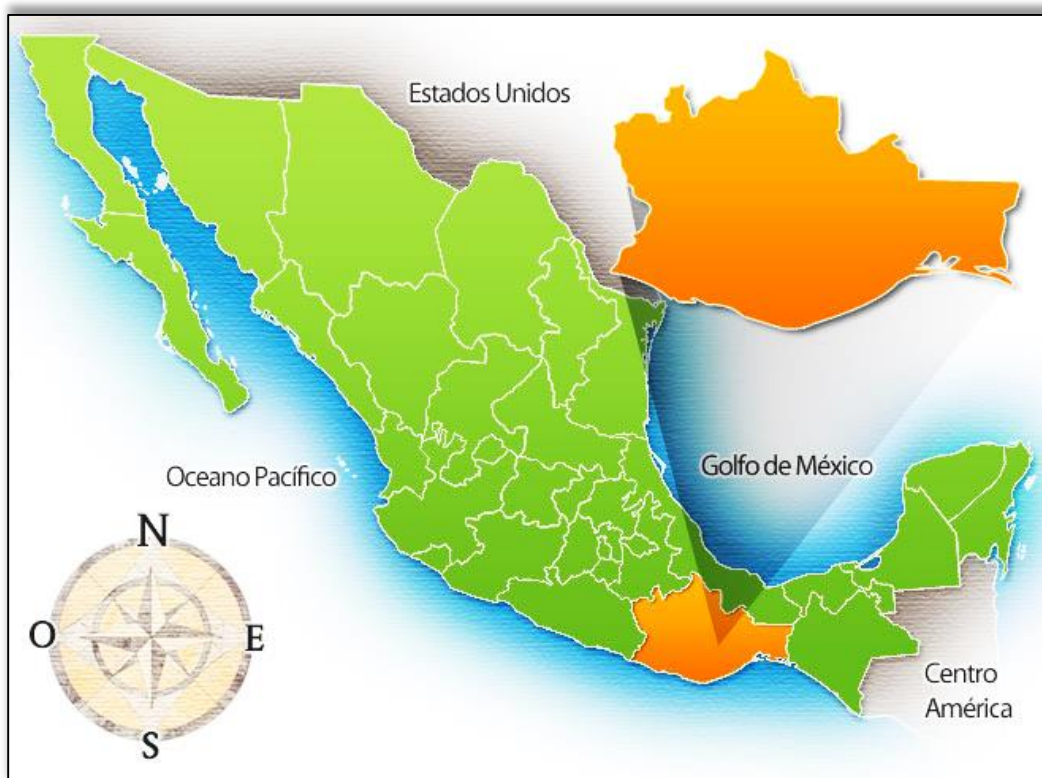 Estados Unidos
Oceano Pacífico
Golfo de México
N
O
E
S
Centro
América